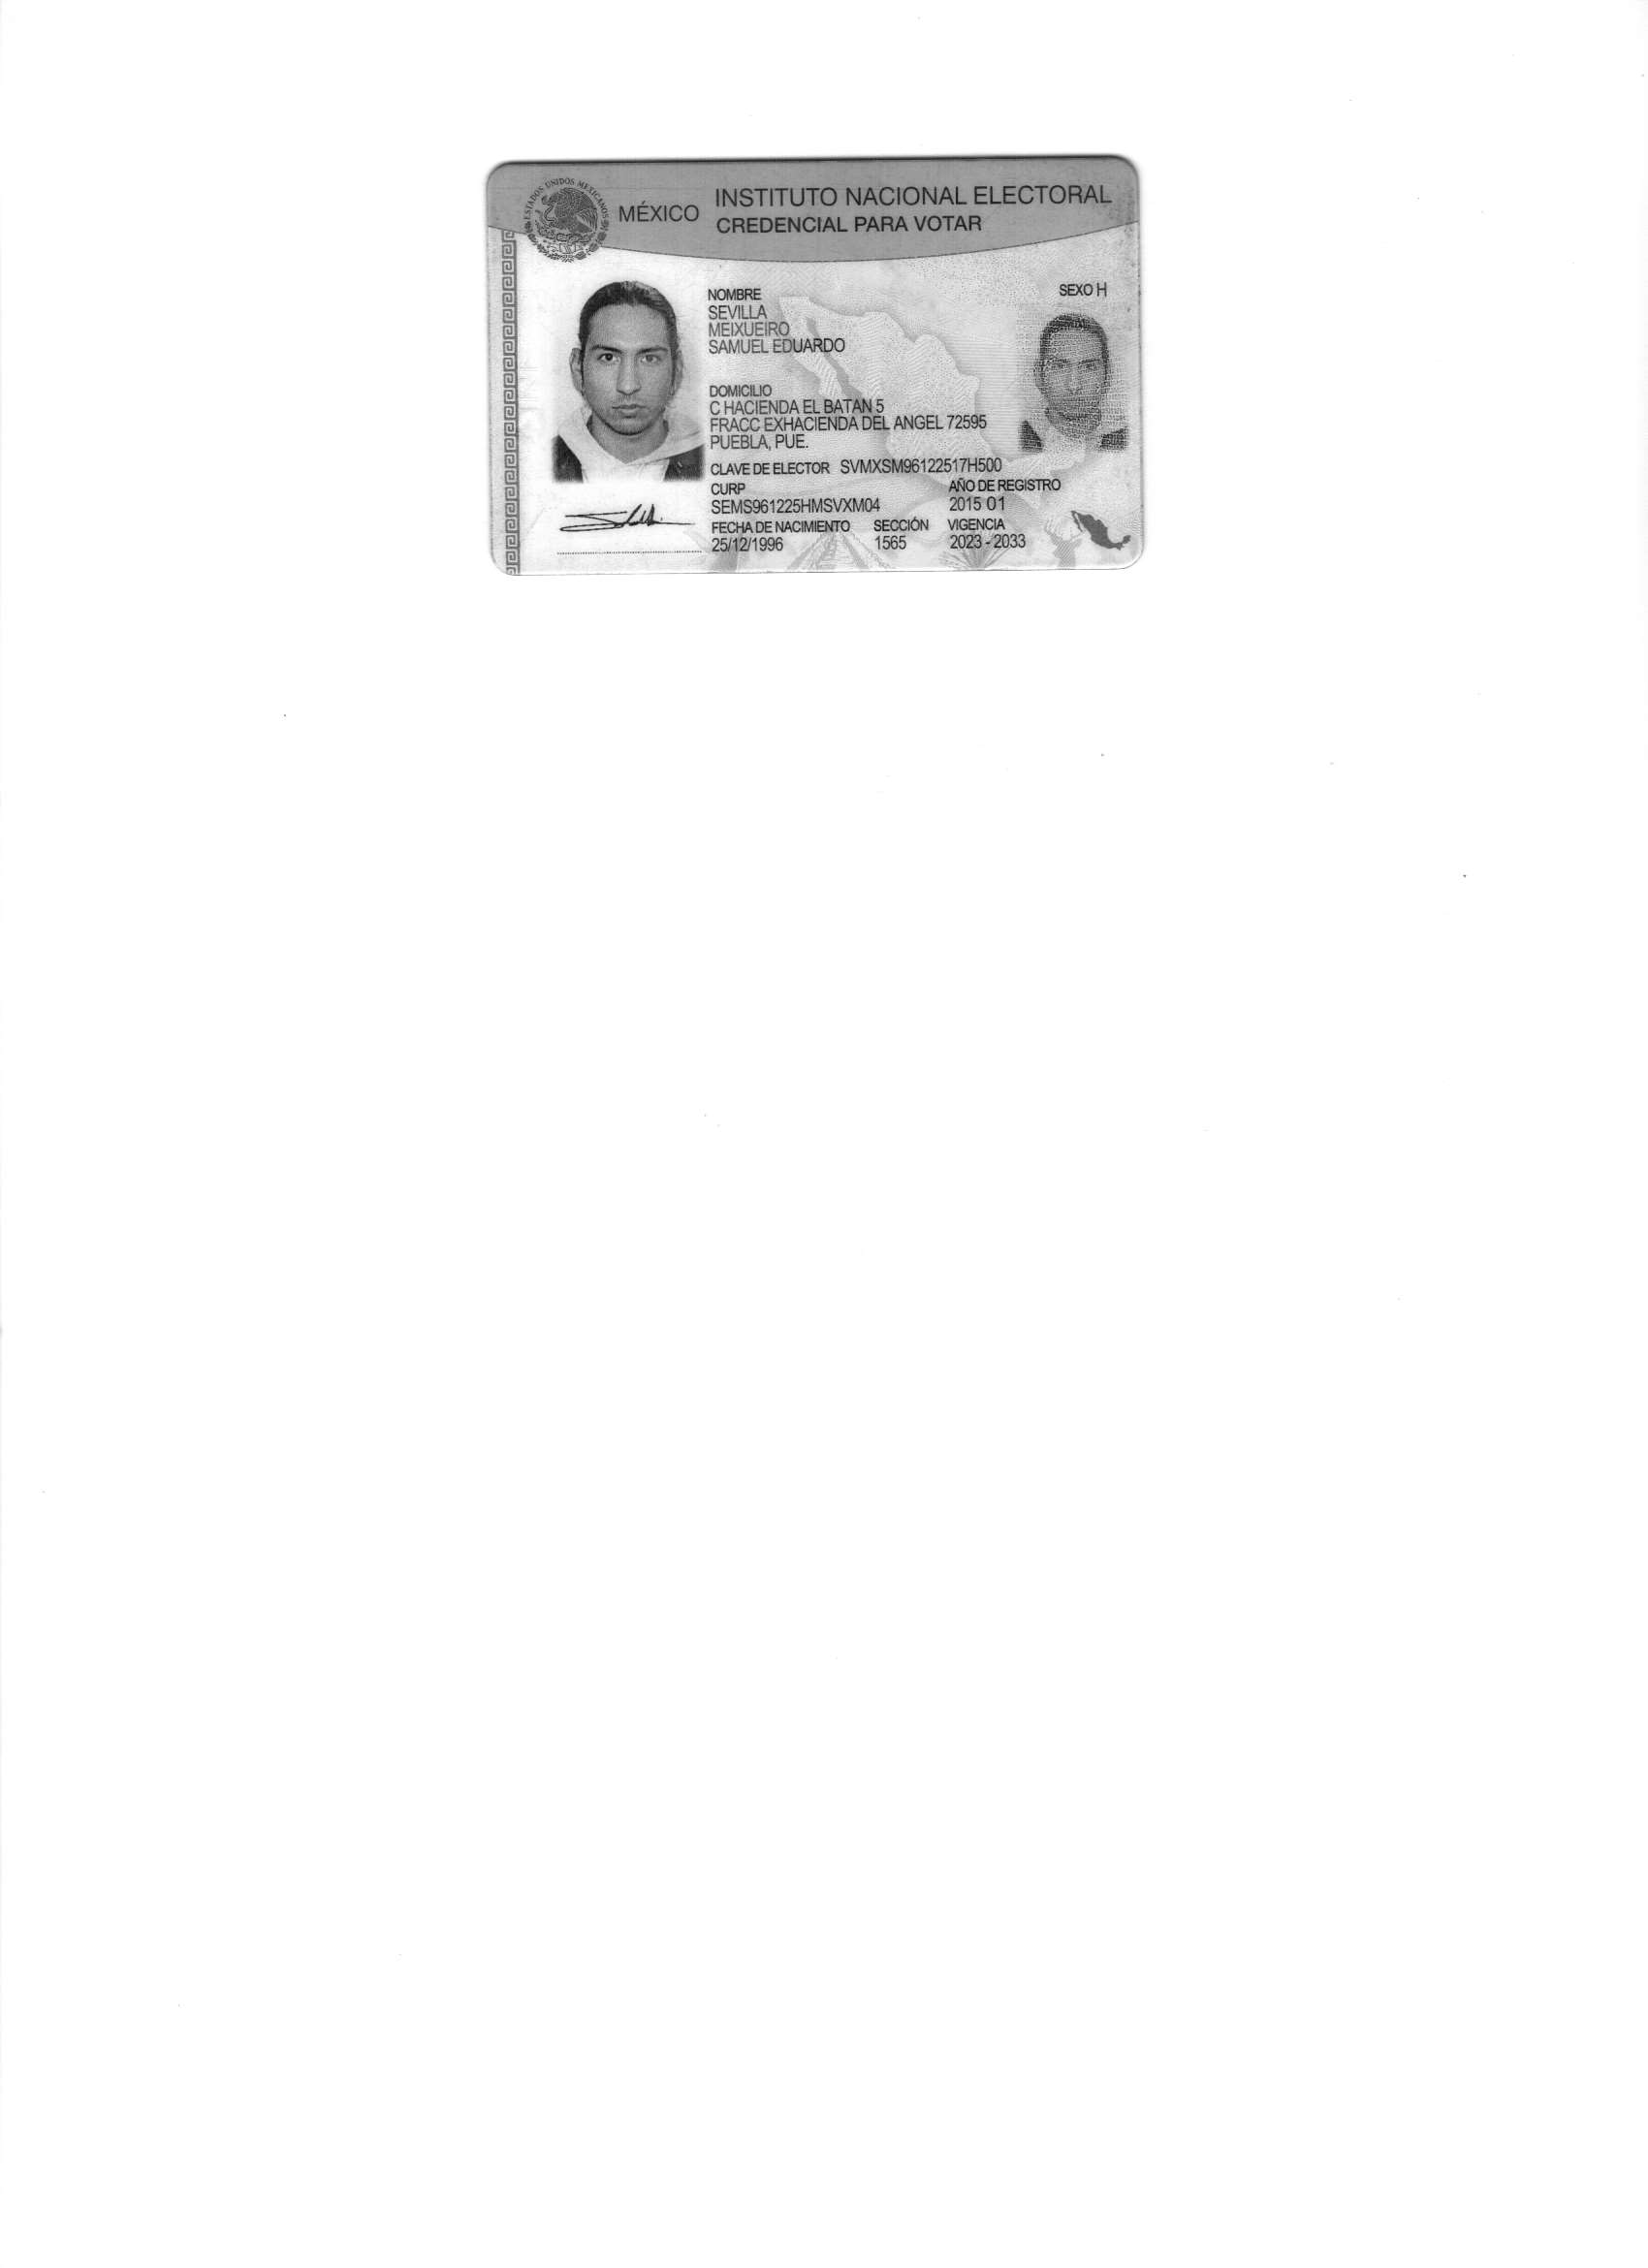 ESTADOS UNIDOS MEXICANOS
MÉXICO
INSTITUTO NACIONAL ELECTORAL
CREDENCIAL PARA VOTAR
NOMBRE
SEVILLA
MEIXUEIRO
SAMUEL EDUARDO
SEXO H
DOMICILIO
C HACIENDA EL BATAN 5
FRACC EXHACIENDA DEL ANGEL 72595
PUEBLA, PUE.
CLAVE DE ELECTOR SVMXSM96122517H500
CURP
SEMS961225HMSVXM04
AÑO DE REGISTRO
2015 01
FECHA DE NACIMIENTO
25/12/1996
SECCIÓN
1565
VIGENCIA
2023 - 2033